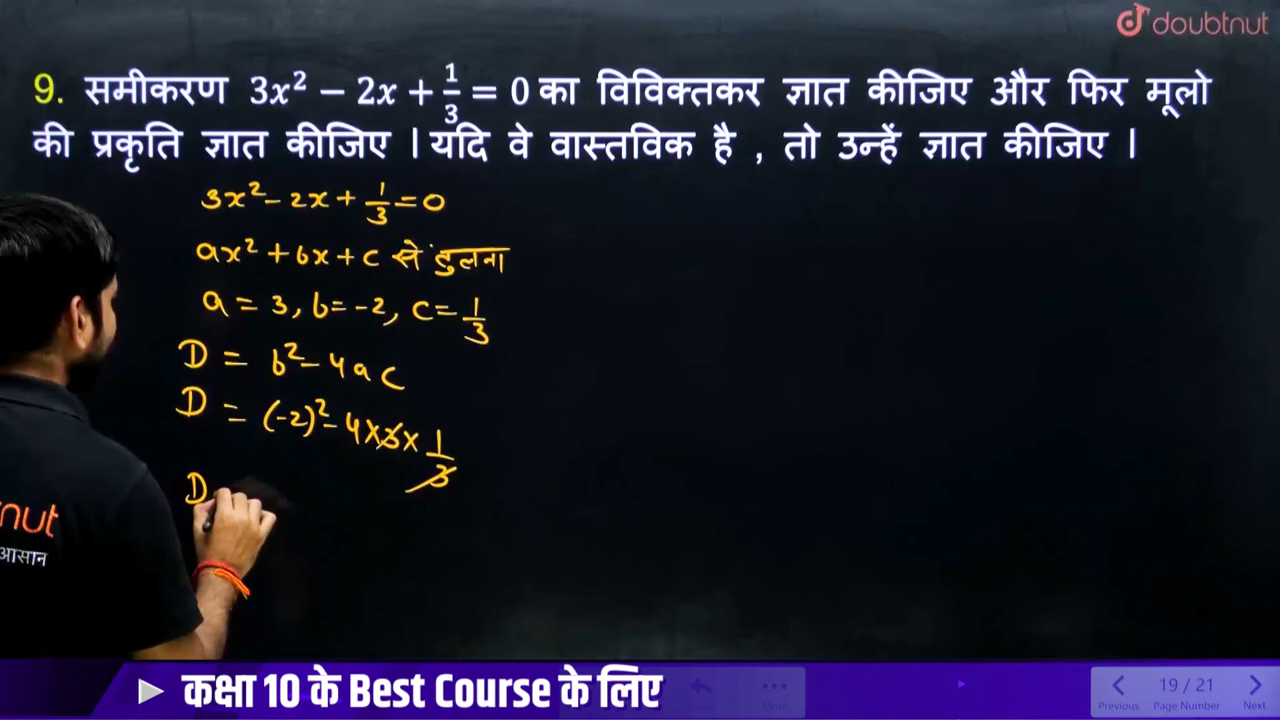 doubtnut
9. समीकरण 3x² − 2x + 1/3 = 0 का विविक्तकर ज्ञात कीजिए और फिर मूलो
की प्रकृति ज्ञात कीजिए । यदि वे वास्तविक है , तो उन्हें ज्ञात कीजिए ।
3x² − 2x + 1/3 = 0
ax² + bx + c से तुलना
a = 3, b = -2, c = 1/3
D = b² − 4ac
D = (-2)² − 4×3×1/3
D
nut
आसान
कक्षा 10 के Best Course के लिए
More
19 / 21
Previous Page Number Next